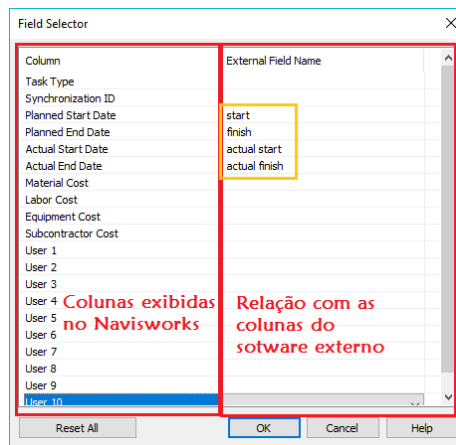 Field Selector
Column External Field Name
Task Type
Synchronization ID
Planned Start Date start
Planned End Date finish
Actual Start Date actual start
Actual End Date actual finish
Material Cost
Labor Cost
Equipment Cost
Subcontractor Cost
User 1
User 2
User 3
User 4
User 5
User 6
User 7
User 8
User 9
User 10
Colunas exibidas
no Navisworks
Relação com as
colunas do
sotware externo
Reset All OK Cancel Help